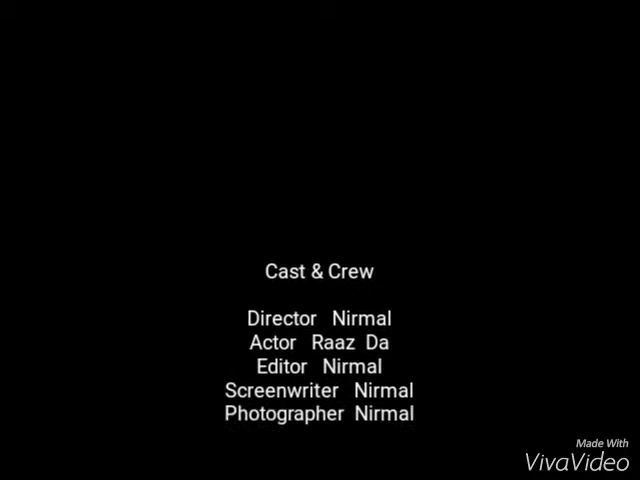 Cast & Crew
Director Nirmal
Actor Raaz Da
Editor Nirmal
Screenwriter Nirmal
Photographer Nirmal
Made With
VivaVideo